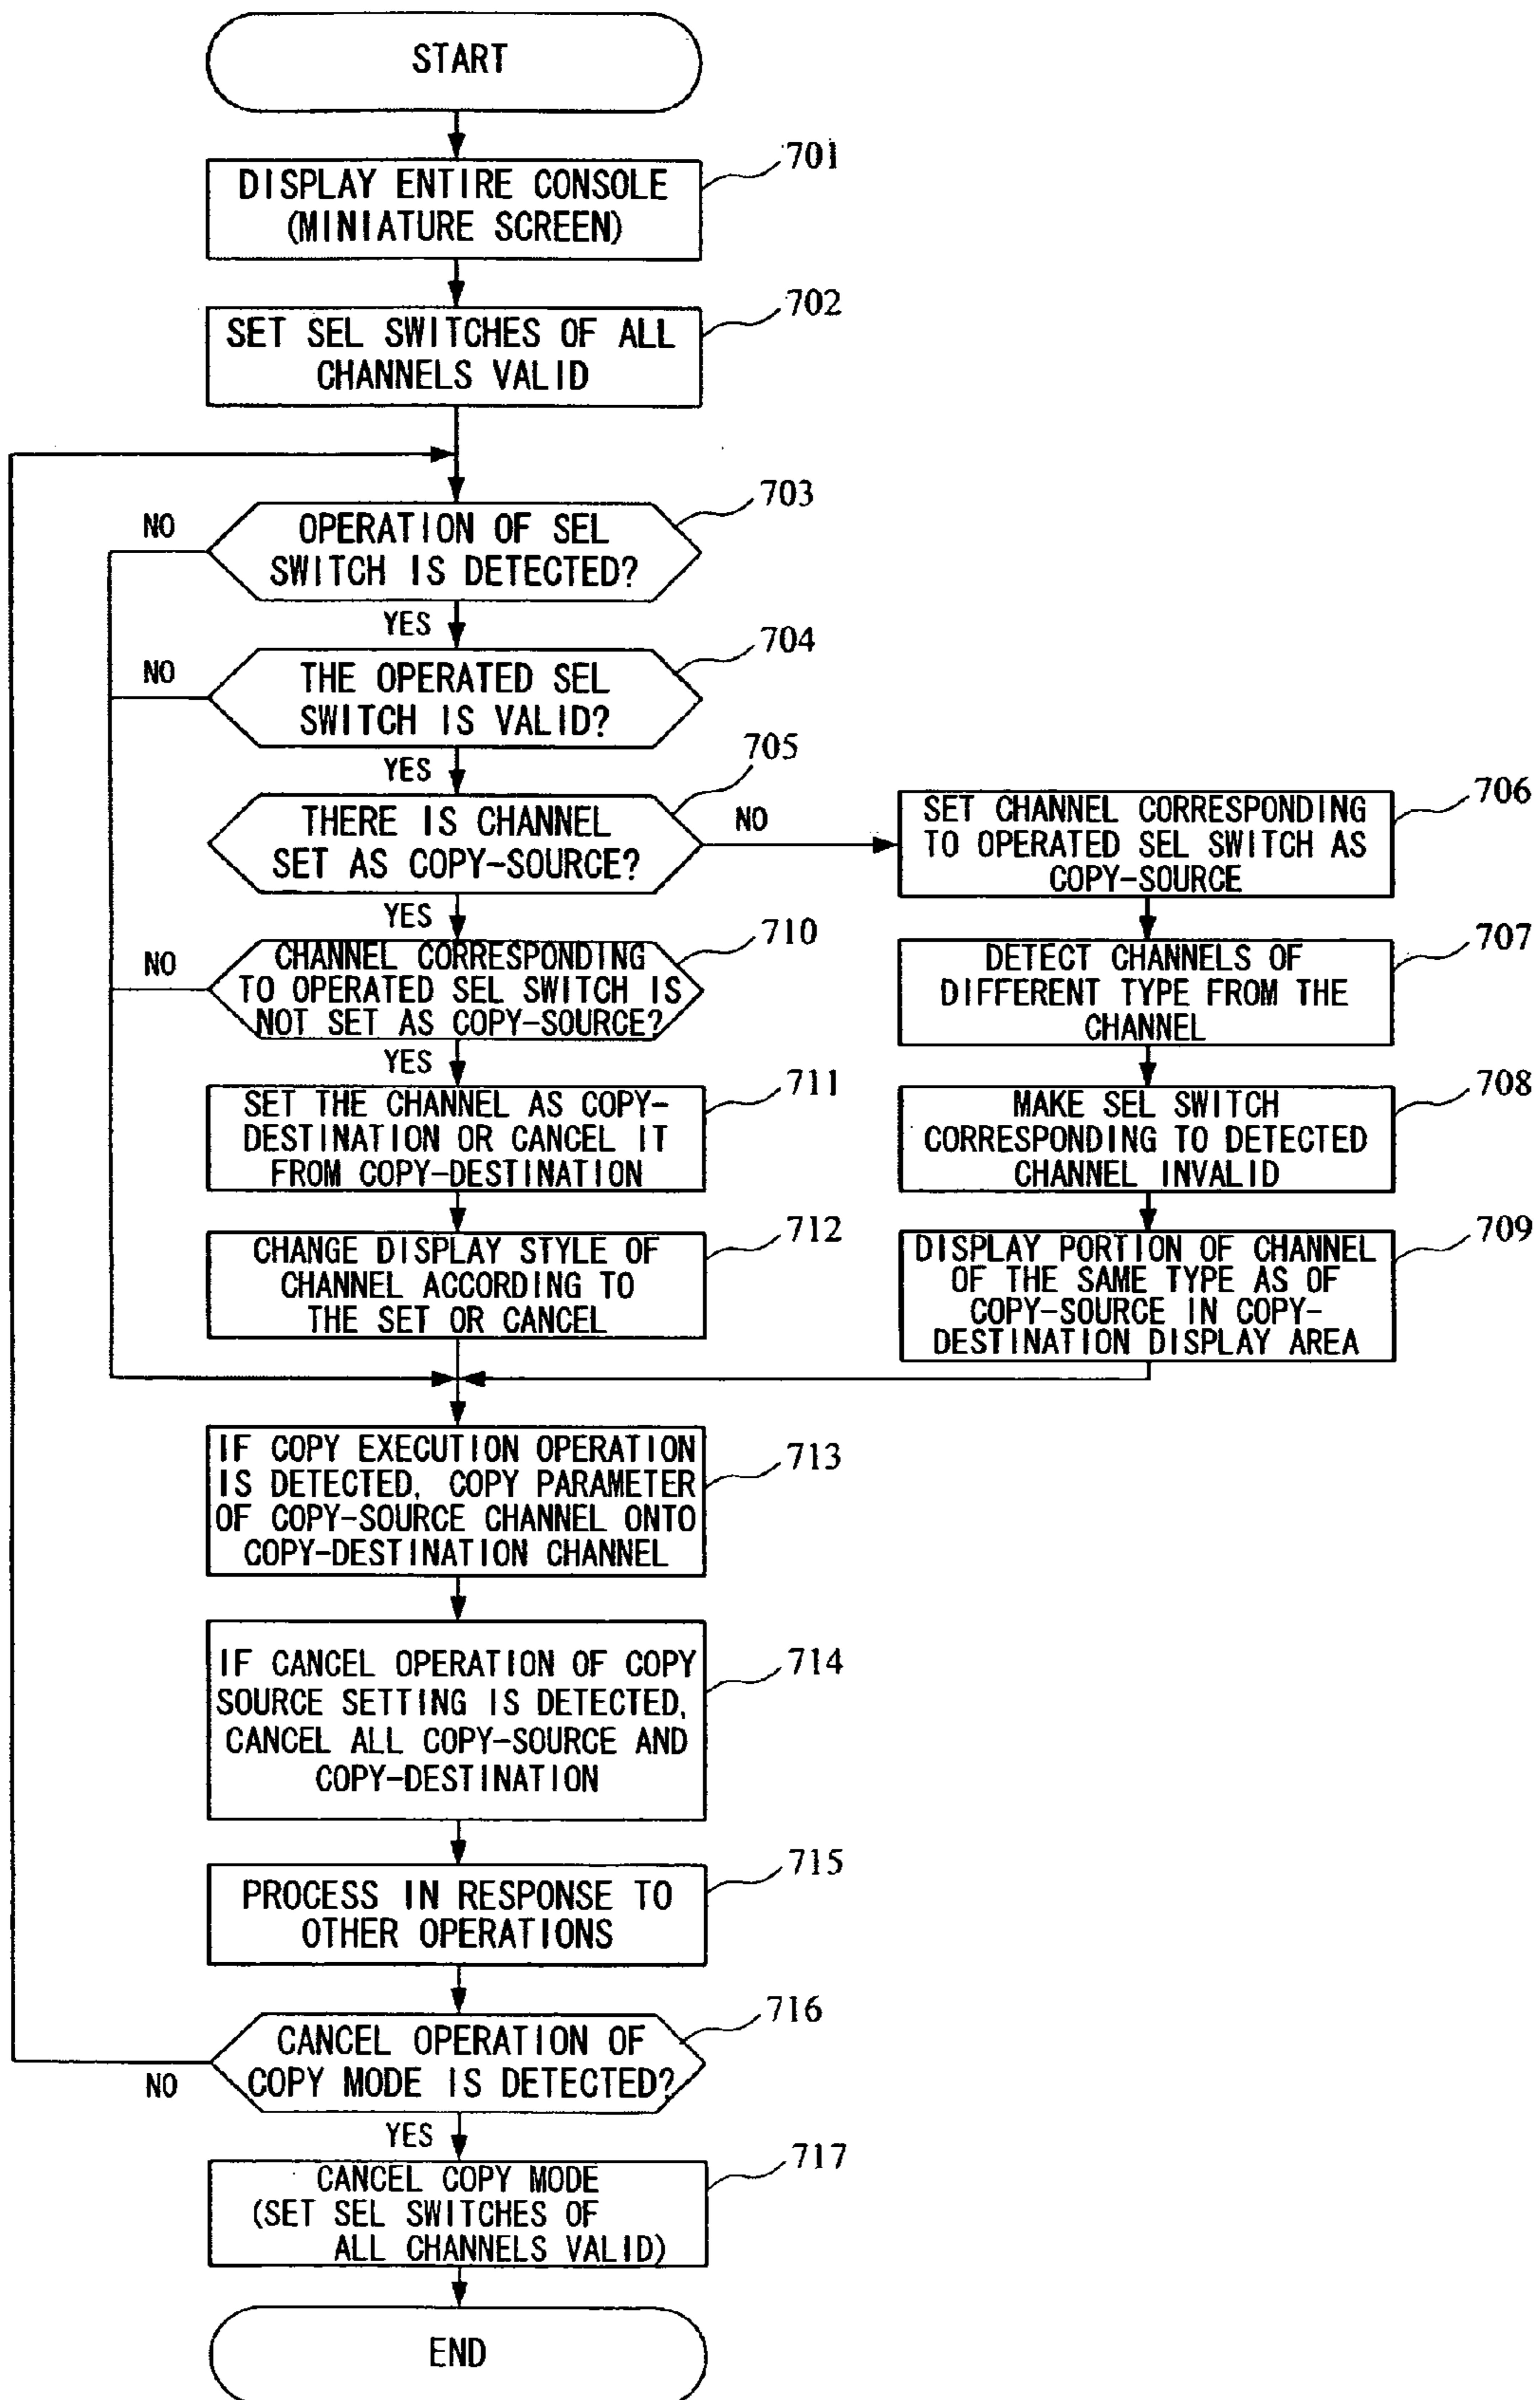 START
701
DISPLAY ENTIRE CONSOLE
(MINIATURE SCREEN)
702
SET SEL SWITCHES OF ALL
CHANNELS VALID
703
NO
OPERATION OF SEL
SWITCH IS DETECTED?
YES
704
NO
THE OPERATED SEL
SWITCH IS VALID?
YES
705
THERE IS CHANNEL
SET AS COPY-SOURCE?
NO
YES
706
SET CHANNEL CORRESPONDING
TO OPERATED SEL SWITCH AS
COPY-SOURCE
707
DETECT CHANNELS OF
DIFFERENT TYPE FROM THE
CHANNEL
708
MAKE SEL SWITCH
CORRESPONDING TO DETECTED
CHANNEL INVALID
709
DISPLAY PORTION OF CHANNEL
OF THE SAME TYPE AS OF
COPY-SOURCE IN COPY-
DESTINATION DISPLAY AREA
710
NO
CHANNEL CORRESPONDING
TO OPERATED SEL SWITCH IS
NOT SET AS COPY-SOURCE?
YES
711
SET THE CHANNEL AS COPY-
DESTINATION OR CANCEL IT
FROM COPY-DESTINATION
712
CHANGE DISPLAY STYLE OF
CHANNEL ACCORDING TO
THE SET OR CANCEL
713
IF COPY EXECUTION OPERATION
IS DETECTED, COPY PARAMETER
OF COPY-SOURCE CHANNEL ONTO
COPY-DESTINATION CHANNEL
714
IF CANCEL OPERATION OF COPY
SOURCE SETTING IS DETECTED,
CANCEL ALL COPY-SOURCE AND
COPY-DESTINATION
715
PROCESS IN RESPONSE TO
OTHER OPERATIONS
716
CANCEL OPERATION OF
COPY MODE IS DETECTED?
NO
YES
717
CANCEL COPY MODE
(SET SEL SWITCHES OF
ALL CHANNELS VALID)
END